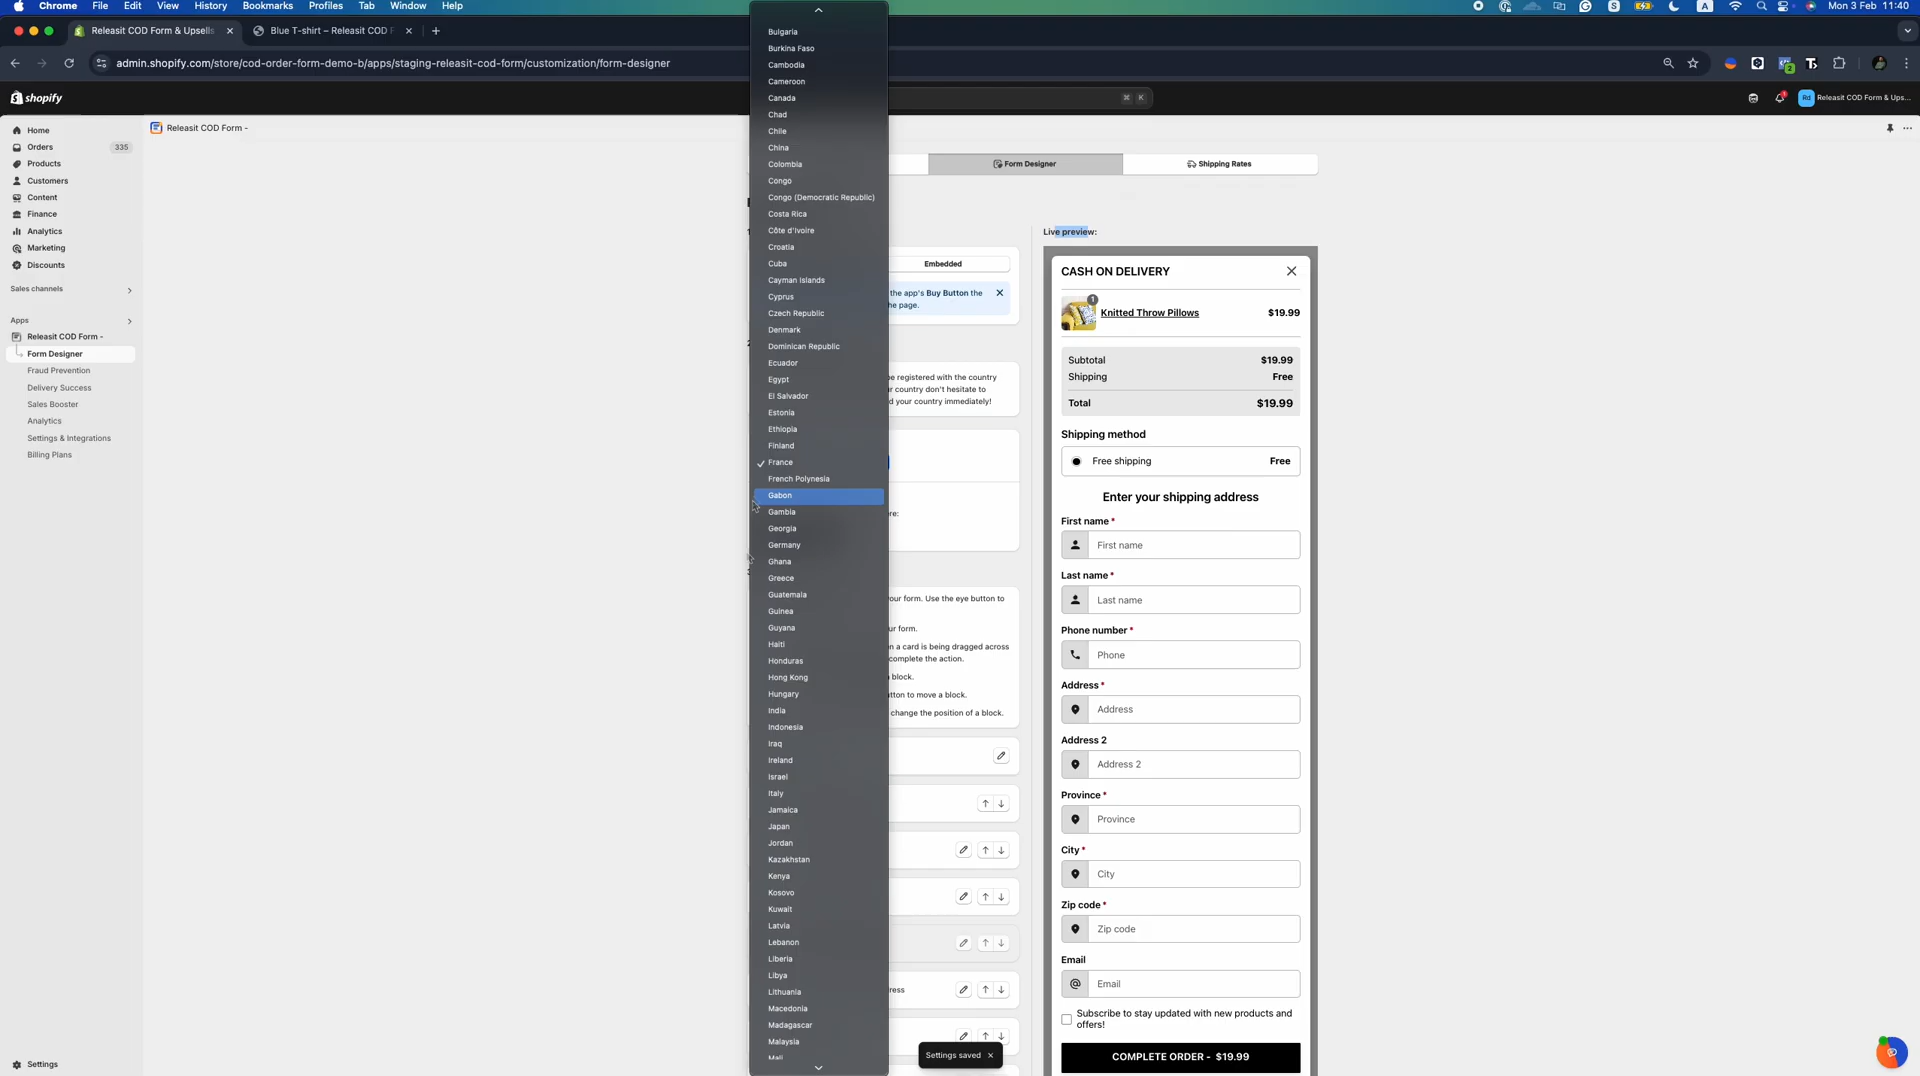 Chrome File Edit View History Bookmarks Profiles Tab Window Help
Mon 3 Feb 11:40
Releasit COD Form & Upsells
Blue T-shirt – Releasit COD F
admin.shopify.com/store/cod-order-form-demo-b/apps/staging-releasit-cod-form/customization/form-designer
shopify
⌘ K
Rd Releasit COD Form & Ups...
Home
Orders 335
Products
Customers
Content
Finance
Analytics
Marketing
Discounts
Sales channels
Apps
Releasit COD Form -
Form Designer
Fraud Prevention
Delivery Success
Sales Booster
Analytics
Settings & Integrations
Billing Plans
Settings
Releasit COD Form -
Form Designer
Shipping Rates
Bulgaria
Burkina Faso
Cambodia
Cameroon
Canada
Chad
Chile
China
Colombia
Congo
Congo (Democratic Republic)
Costa Rica
Côte d'Ivoire
Croatia
Cuba
Cayman Islands
Cyprus
Czech Republic
Denmark
Dominican Republic
Ecuador
Egypt
El Salvador
Estonia
Ethiopia
Finland
France
French Polynesia
Gabon
Gambia
Georgia
Germany
Ghana
Greece
Guatemala
Guinea
Guyana
Haiti
Honduras
Hong Kong
Hungary
India
Indonesia
Iraq
Ireland
Israel
Italy
Jamaica
Japan
Jordan
Kazakhstan
Kenya
Kosovo
Kuwait
Latvia
Lebanon
Liberia
Libya
Lithuania
Macedonia
Madagascar
Malaysia
Mali
Embedded
the app's Buy Button the
he page.
be registered with the country
r country don't hesitate to
d your country immediately!
ere:
your form. Use the eye button to
ur form.
n a card is being dragged across
complete the action.
a block.
utton to move a block.
change the position of a block.
ress
Settings saved
Live preview:
CASH ON DELIVERY
1
Knitted Throw Pillows $19.99
Subtotal $19.99
Shipping Free
Total $19.99
Shipping method
Free shipping Free
Enter your shipping address
First name *
First name
Last name *
Last name
Phone number *
Phone
Address *
Address
Address 2
Address 2
Province *
Province
City *
City
Zip code *
Zip code
Email
@ Email
Subscribe to stay updated with new products and
offers!
COMPLETE ORDER - $19.99